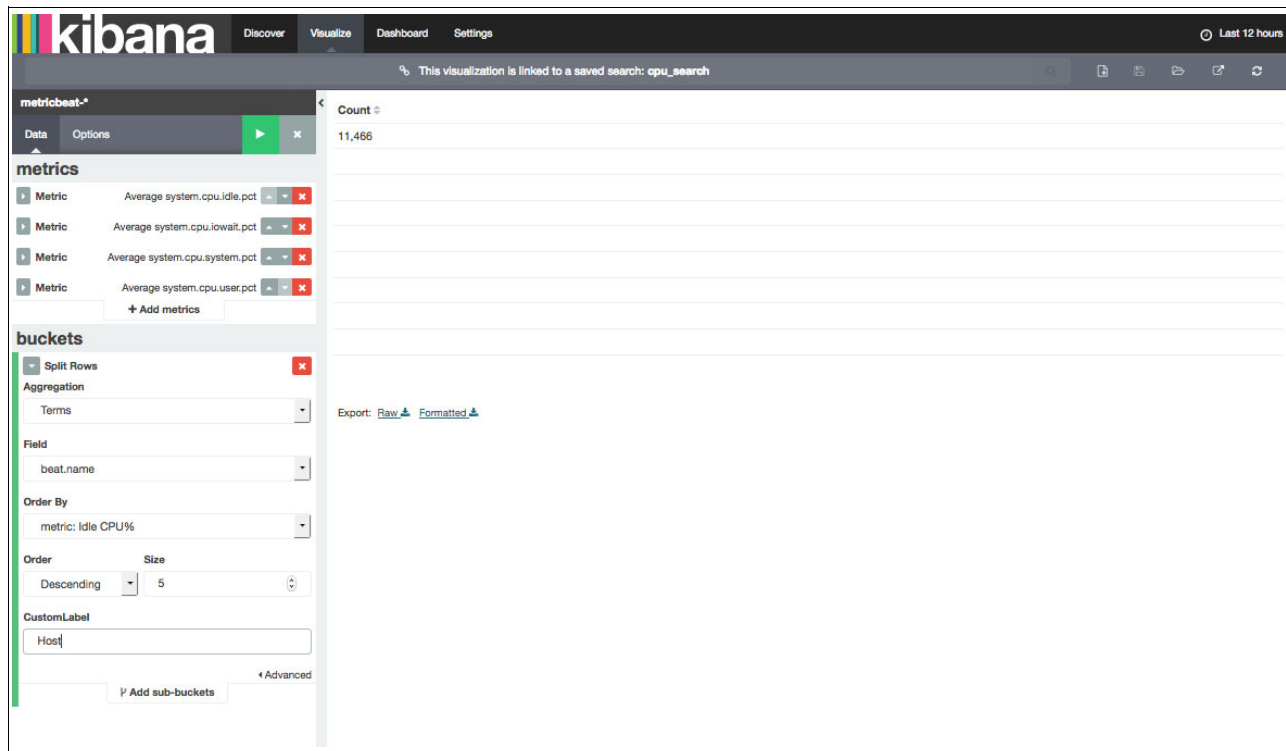 kibana Discover Visualize Dashboard Settings Last 12 hours
This visualization is linked to a saved search: cpu_search
metricbeat-*
Data Options
metrics
Metric Average system.cpu.idle.pct
Metric Average system.cpu.iowait.pct
Metric Average system.cpu.system.pct
Metric Average system.cpu.user.pct
+ Add metrics
buckets
Split Rows
Aggregation
Terms
Field
beat.name
Order By
metric: Idle CPU%
Order Size
Descending 5
CustomLabel
Host
Advanced
Add sub-buckets
Count
11,466
Export: Raw Formatted